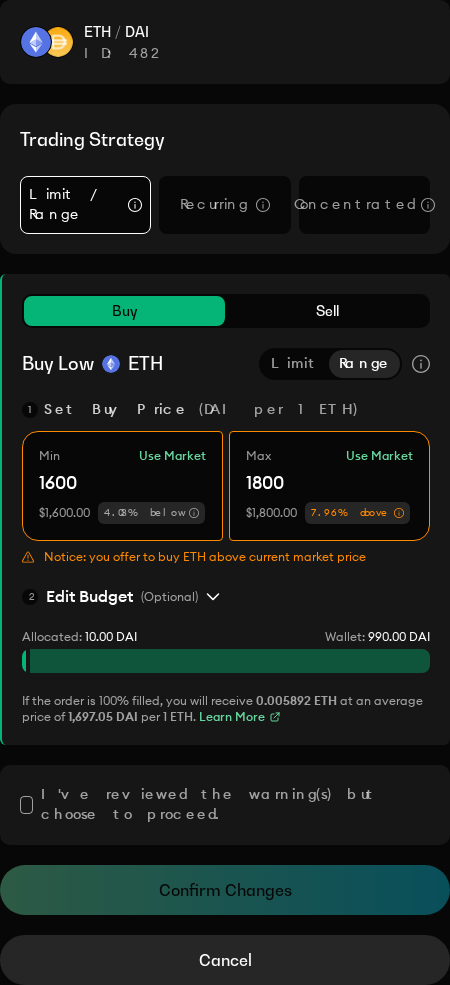 ETH / DAI
ID: 482
Trading Strategy
Limit /
Range
Recurring
Concentrated
Buy
Sell
Buy Low ETH
Limit
Range
1 Set Buy Price (DAI per 1 ETH)
Min
Use Market
Max
Use Market
1600
1800
$1,600.00
4.03% below
$1,800.00
7.96% above
Notice: you offer to buy ETH above current market price
2 Edit Budget (Optional)
Allocated: 10.00 DAI
Wallet: 990.00 DAI
If the order is 100% filled, you will receive 0.005892 ETH at an average
price of 1,697.05 DAI per 1 ETH. Learn More
I've reviewed the warning(s) but
choose to proceed.
Confirm Changes
Cancel